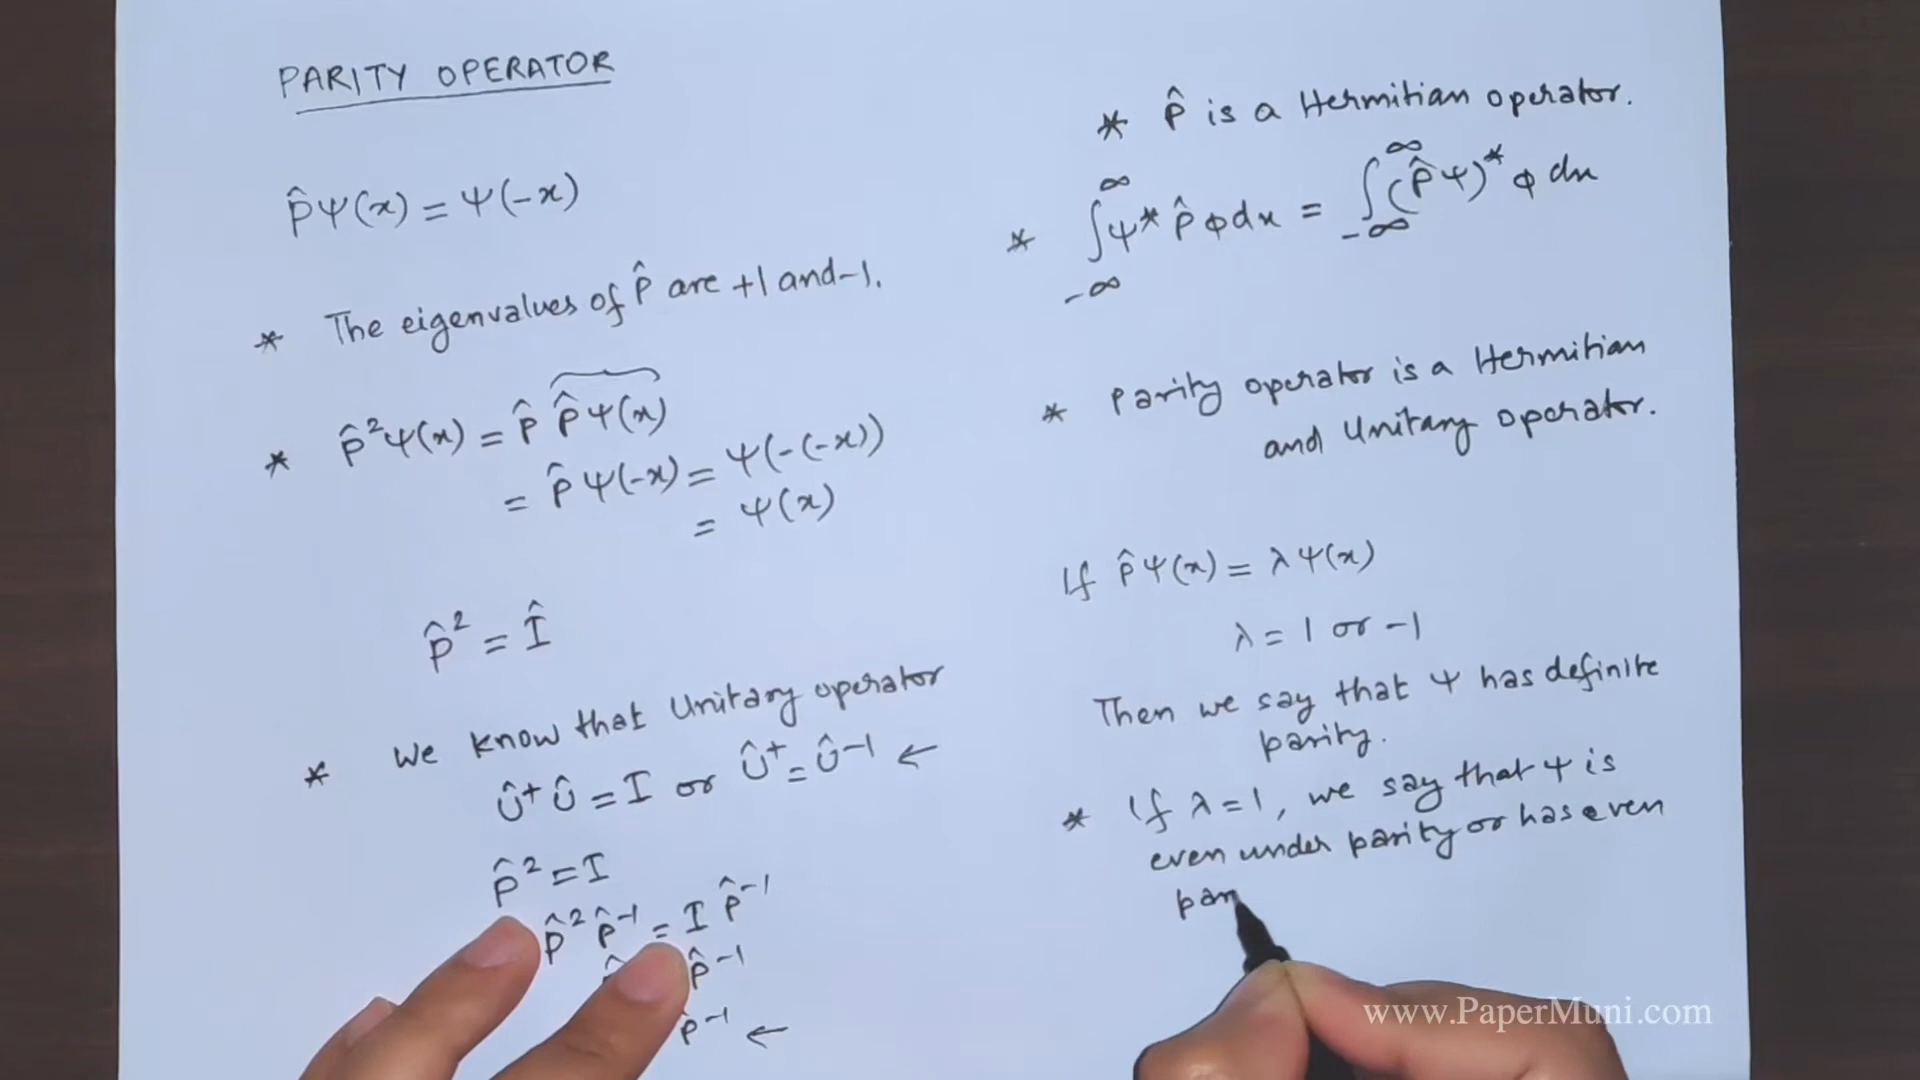 PARITY OPERATOR
P̂Ψ(x) = Ψ(-x)
* The eigenvalues of P̂ are +1 and -1.
* P̂²Ψ(x) = P̂ P̂Ψ(x)
= P̂Ψ(-x) = Ψ(-(-x))
= Ψ(x)
P̂² = Î
* We know that Unitary operator
Û⁺Û = I or Û⁺ = Û⁻¹ ←
P̂² = I
P̂² P̂⁻¹ = I P̂⁻¹
P̂⁻¹
P⁻¹ ←
* P̂ is a Hermitian operator.
* ∫_{-∞}^{∞} Ψ* P̂ φ dx = ∫_{-∞}^{∞} (P̂Ψ)* φ dx
* Parity operator is a Hermitian
and Unitary operator.
If P̂Ψ(x) = λΨ(x)
λ = 1 or -1
Then we say that Ψ has definite
parity.
* If λ = 1, we say that Ψ is
even under parity or has even
par
www.PaperMuni.com